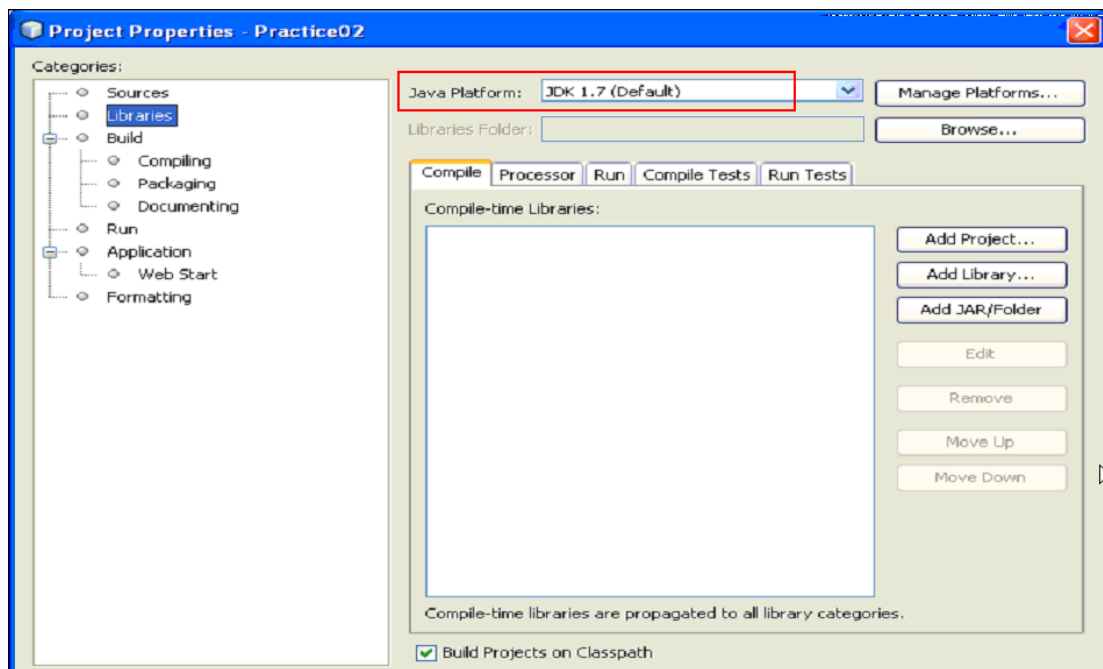 Project Properties - Practice02
Categories:
Sources
Libraries
Build
Compiling
Packaging
Documenting
Run
Application
Web Start
Formatting
Java Platform: JDK 1.7 (Default) Manage Platforms...
Libraries Folder: Browse...
Compile Processor Run Compile Tests Run Tests
Compile-time Libraries:
Add Project...
Add Library...
Add JAR/Folder
Edit
Remove
Move Up
Move Down
Compile-time libraries are propagated to all library categories.
Build Projects on Classpath